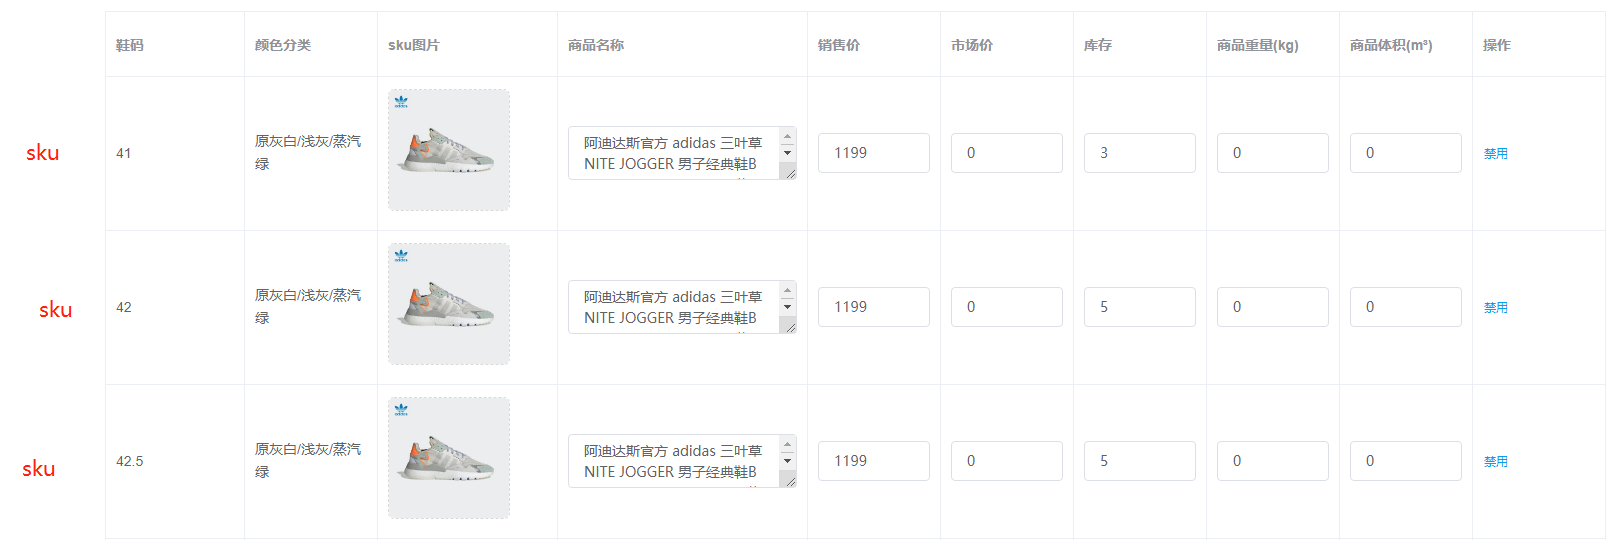 鞋码 颜色分类 sku图片 商品名称 销售价 市场价 库存 商品重量(kg) 商品体积(m³) 操作
sku 41 原灰白/浅灰/蒸汽
绿
adidas
阿迪达斯官方 adidas 三叶草
NITE JOGGER 男子经典鞋B
1199 0 3 0 0 禁用
sku 42 原灰白/浅灰/蒸汽
绿
adidas
阿迪达斯官方 adidas 三叶草
NITE JOGGER 男子经典鞋B
1199 0 5 0 0 禁用
sku 42.5 原灰白/浅灰/蒸汽
绿
adidas
阿迪达斯官方 adidas 三叶草
NITE JOGGER 男子经典鞋B
1199 0 5 0 0 禁用